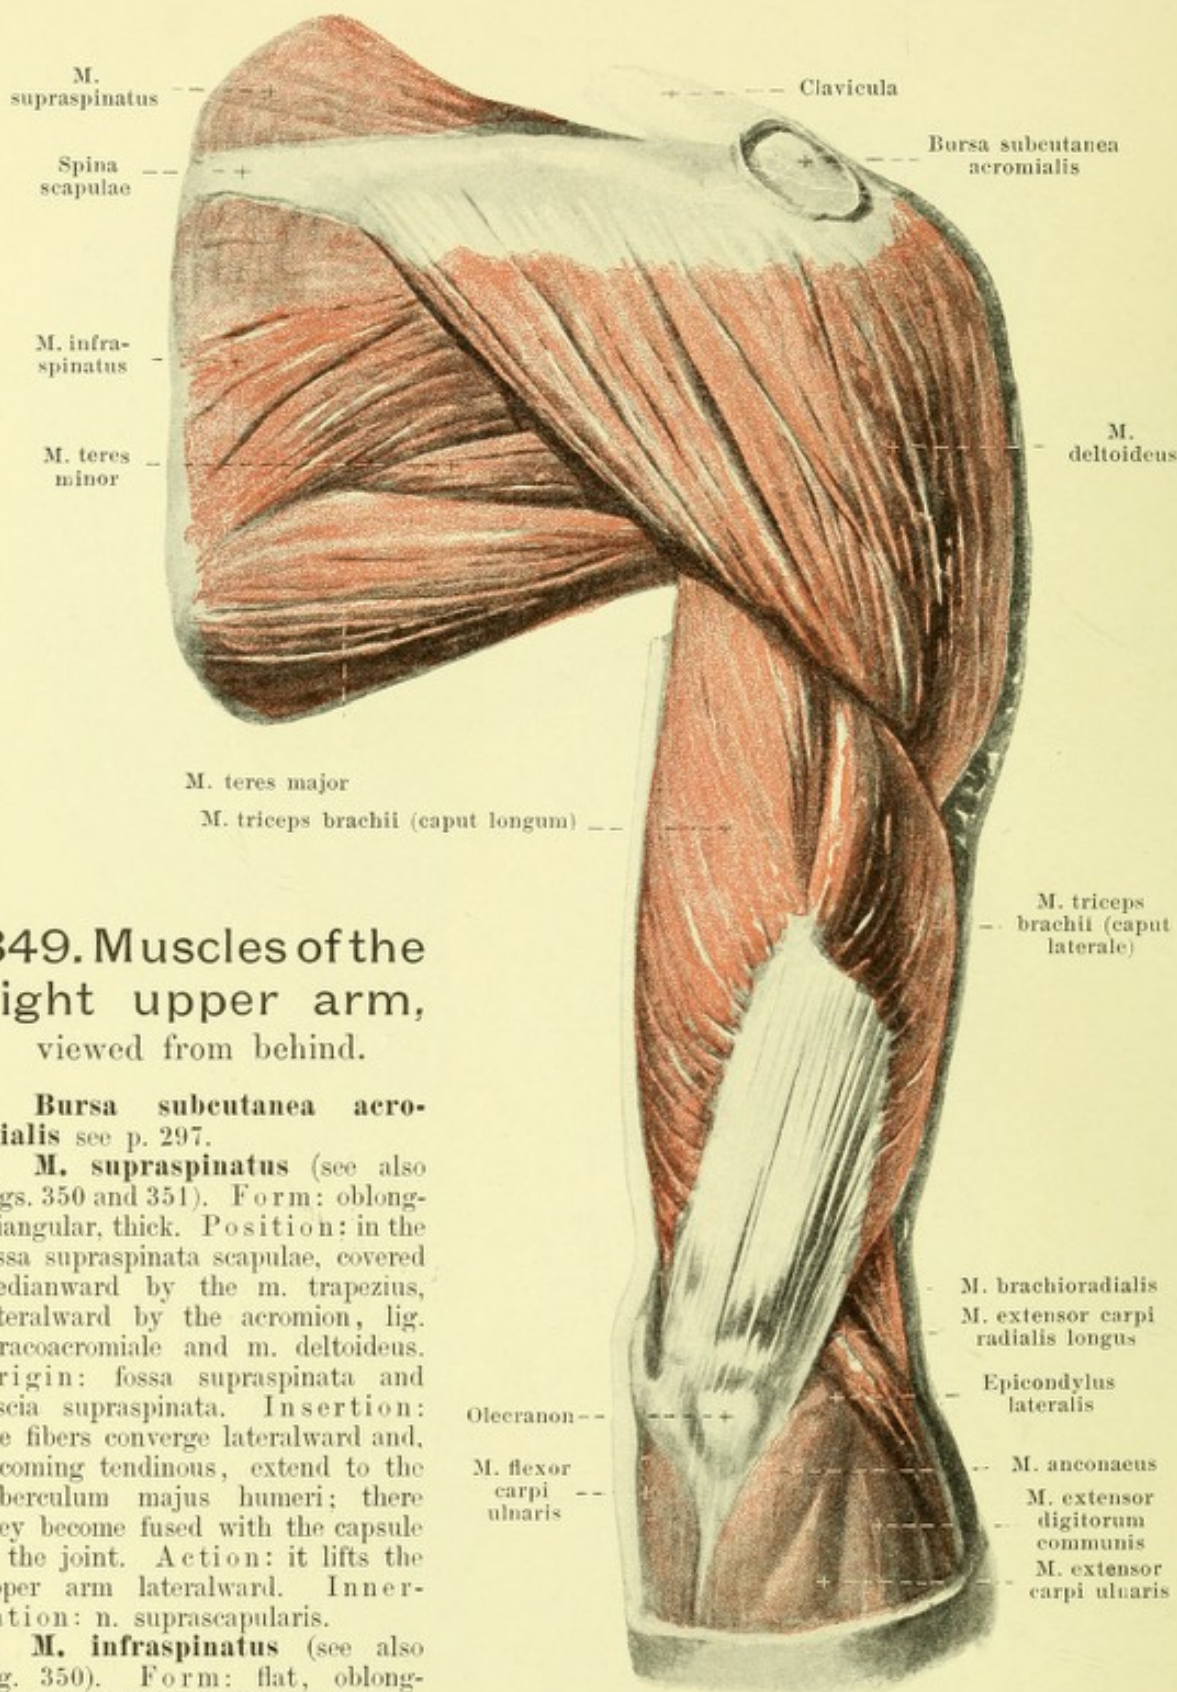 M.
supraspinatus
Clavicula
Bursa subcutanea
acromialis
Spina
scapulae
M. infra-
spinatus
M. teres
minor
M.
deltoideus
M. teres major
M. triceps brachii (caput longum)
M. triceps
brachii (caput
laterale)
349. Muscles of the
ight upper arm,
viewed from behind.
Bursa subcutanea acro-
ialis see p. 297.
M. supraspinatus (see also
gs. 350 and 351). Form: oblong-
iangular, thick. Position: in the
ssa supraspinata scapulae, covered
edianward by the m. trapezius,
teralward by the acromion, lig.
racoacromiale and m. deltoideus.
rigin: fossa supraspinata and
scia supraspinata. Insertion:
e fibers converge lateralward and,
coming tendinous, extend to the
berculum majus humeri; there
ey become fused with the capsule
the joint. Action: it lifts the
pper arm lateralward. Inner-
ation: n. suprascapularis.
M. infraspinatus (see also
g. 350). Form: flat, oblong-
M. brachioradialis
M. extensor carpi
radialis longus
Epicondylus
lateralis
Olecranon
M. flexor
carpi
ulnaris
M. anconaeus
M. extensor
digitorum
communis
M. extensor
carpi ulnaris